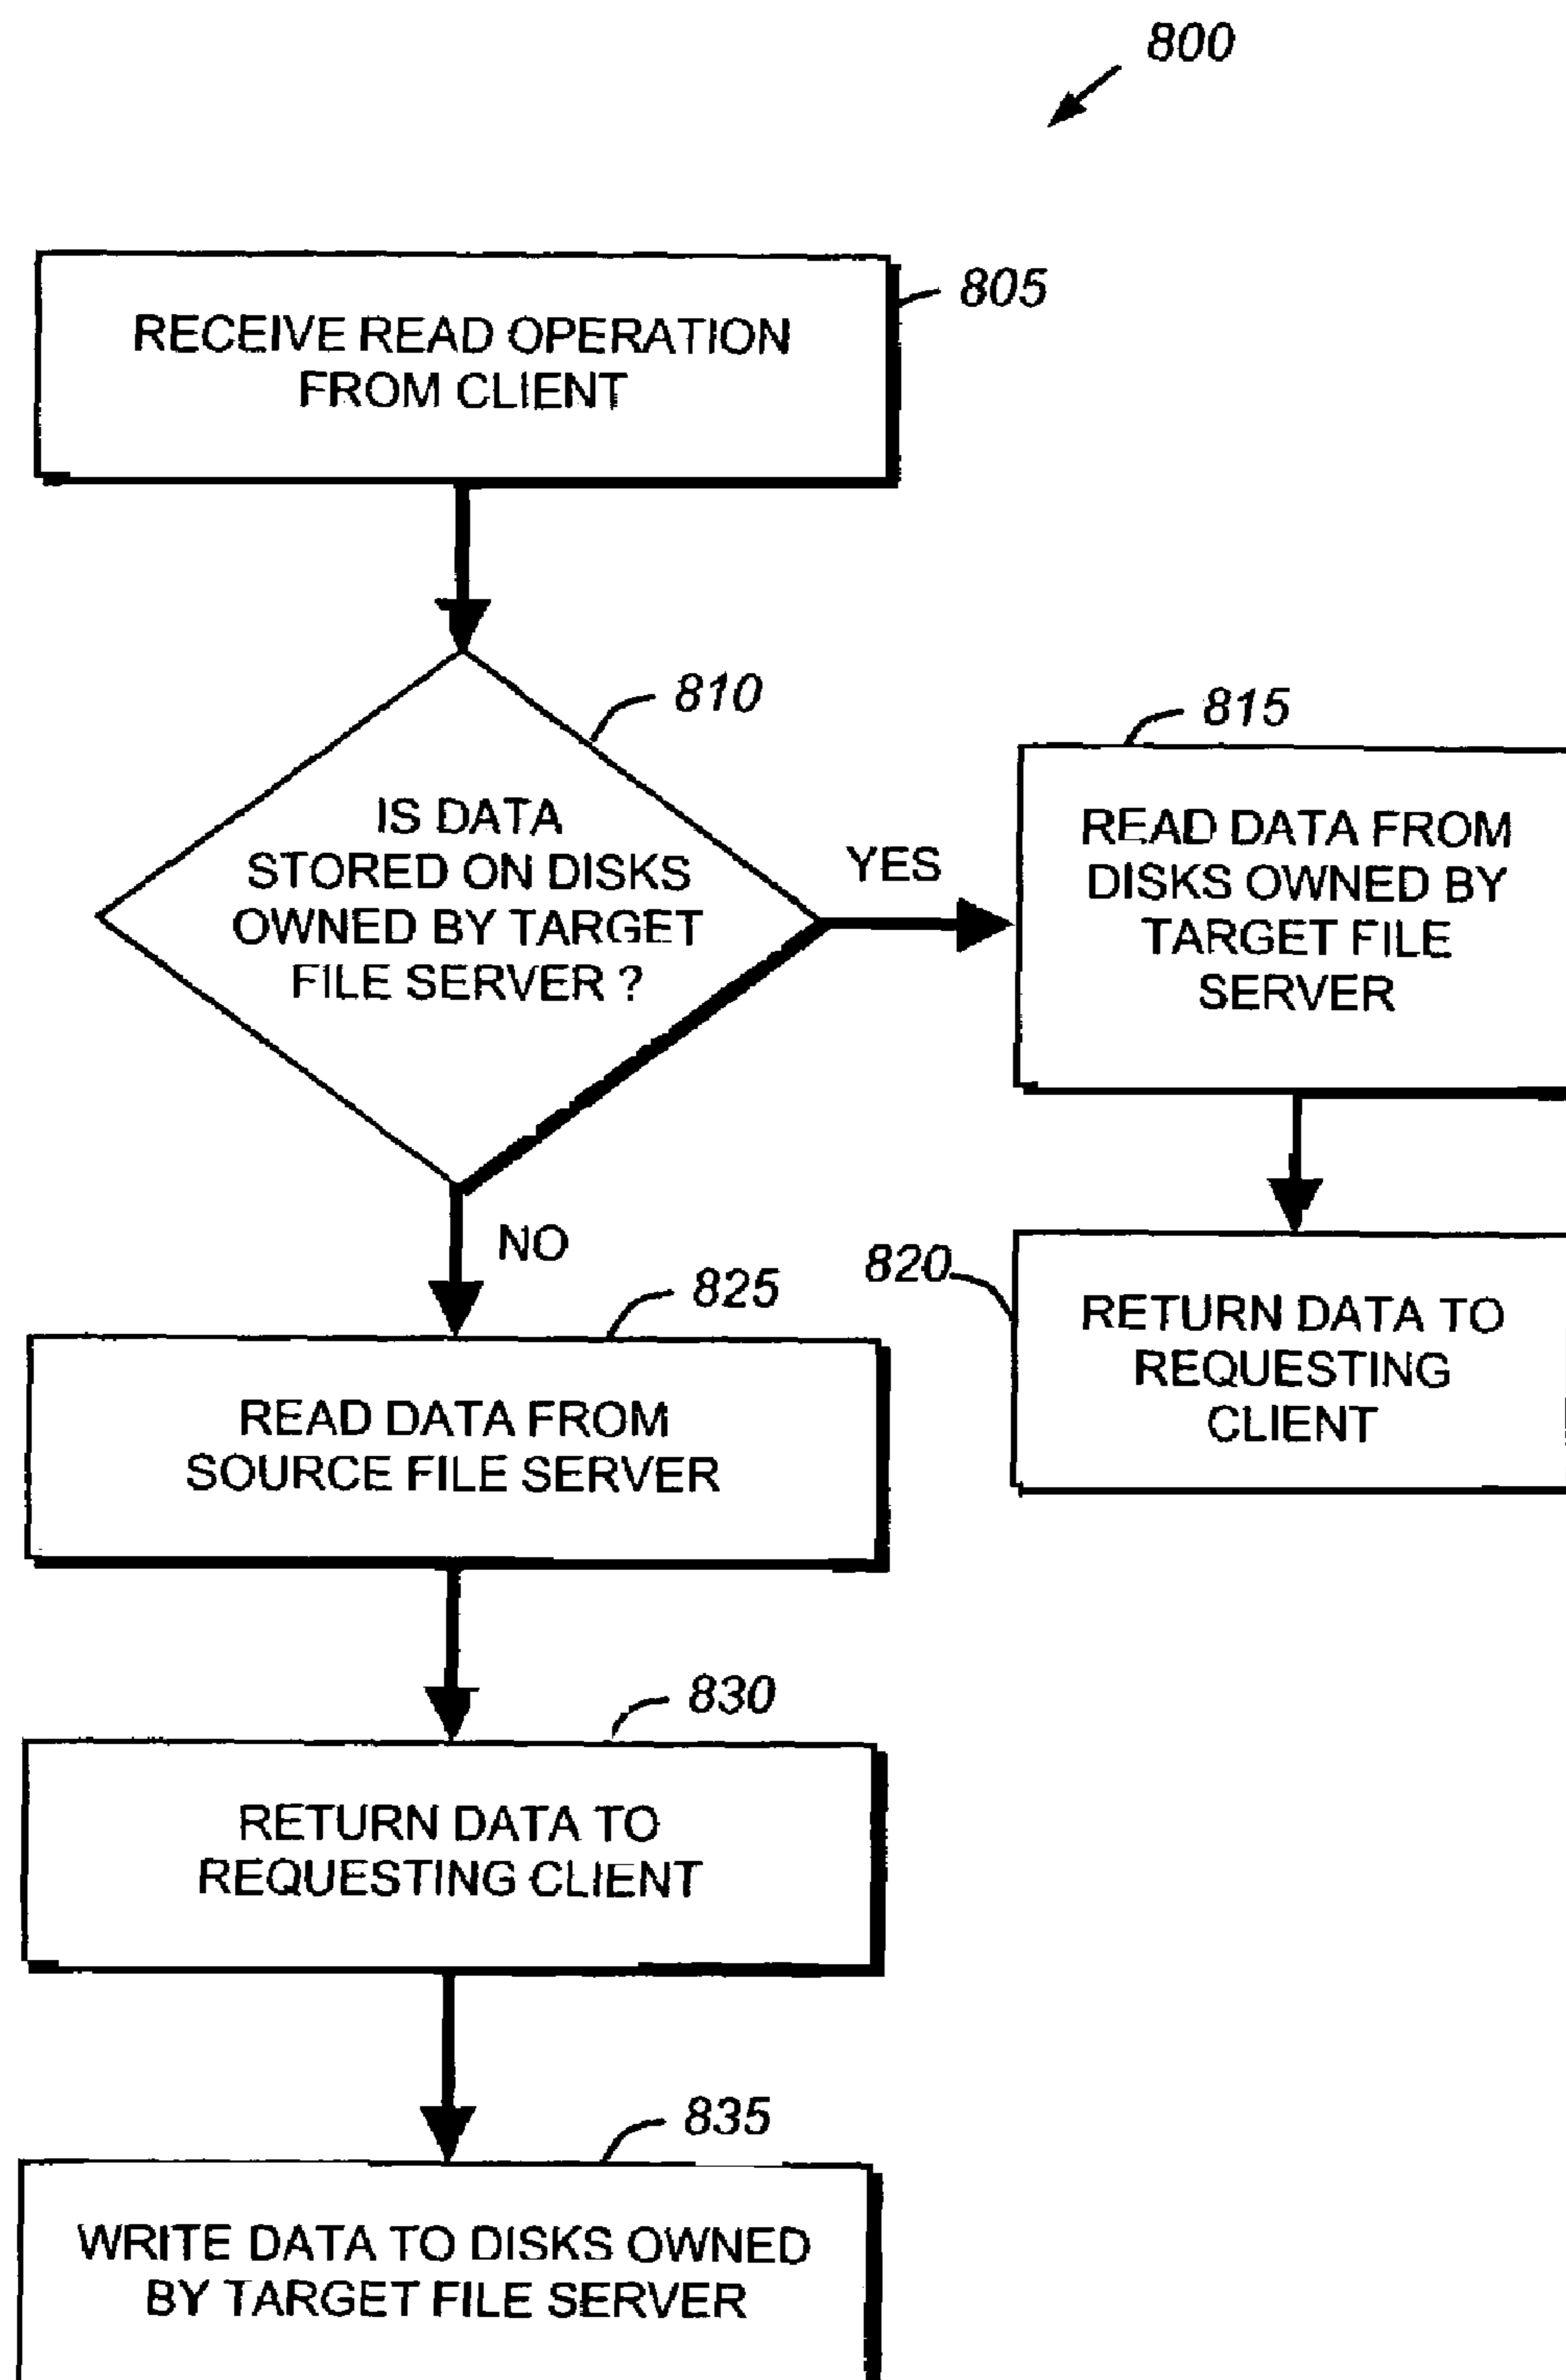 800
RECEIVE READ OPERATION
FROM CLIENT
805
810
IS DATA
STORED ON DISKS
OWNED BY TARGET
FILE SERVER ?
YES
815
READ DATA FROM
DISKS OWNED BY
TARGET FILE
SERVER
NO
820
RETURN DATA TO
REQUESTING
CLIENT
825
READ DATA FROM
SOURCE FILE SERVER
830
RETURN DATA TO
REQUESTING CLIENT
835
WRITE DATA TO DISKS OWNED
BY TARGET FILE SERVER